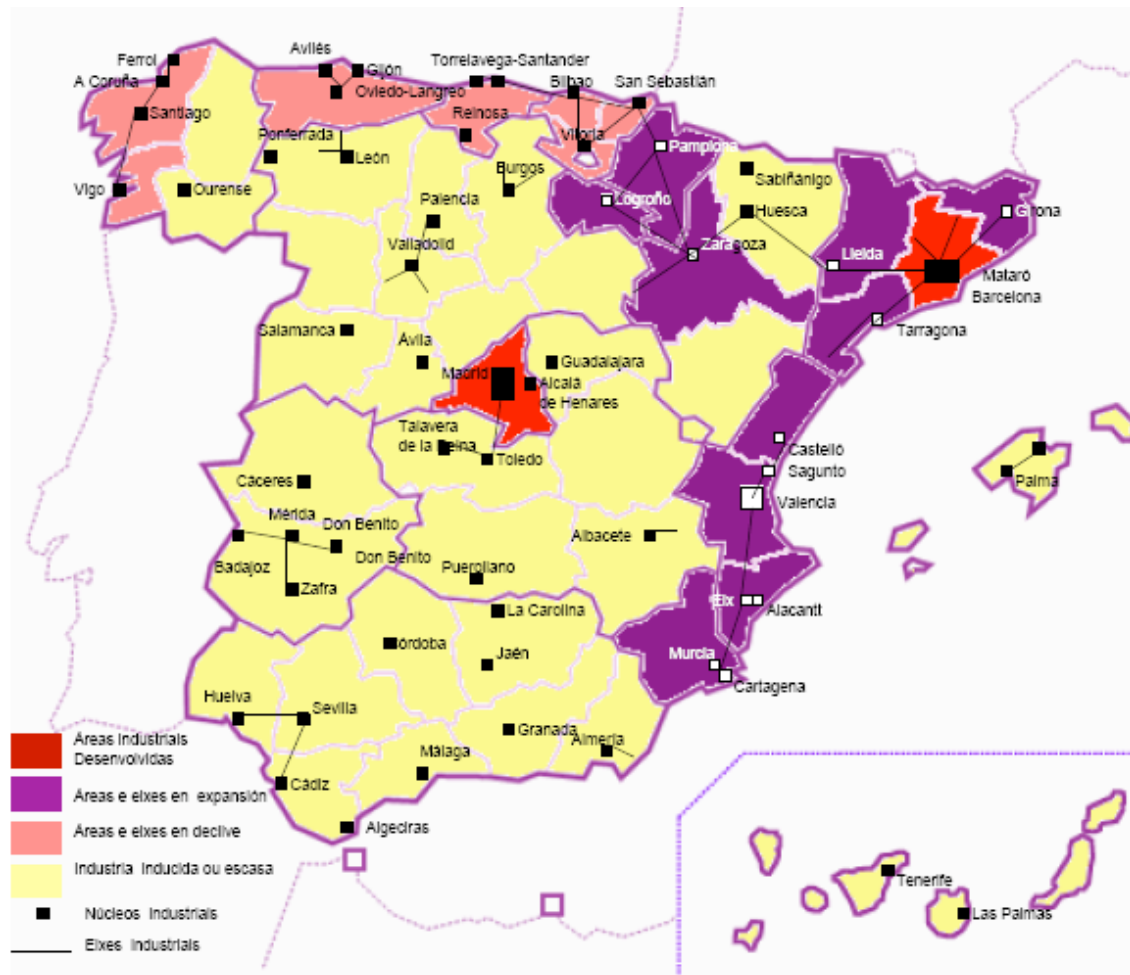 Ferrol
A Coruña
Santiago
Vigo
Ourense
Avilés
Gijón
Oviedo-Langreo
Torrelavega-Santander
Reinosa
Bilbao
San Sebastián
Vitoria
Pamplona
Logroño
Ponferrada
León
Burgos
Palencia
Valladolid
Sabiñánigo
Huesca
Zaragoza
Lleida
Girona
Mataró
Barcelona
Tarragona
Salamanca
Ávila
Madrid
Guadalajara
Alcalá
de Henares
Talavera
de la Reina
Toledo
Castelló
Sagunto
Valencia
Palma
Cáceres
Mérida
Don Benito
Don Benito
Badajoz
Zafra
Albacete
Puerollano
Elx
Alacantt
Murcia
Cartagena
La Carolina
Córdoba
Jaén
Huelva
Sevilla
Granada
Almería
Málaga
Cádiz
Algeciras
Tenerife
Las Palmas
Áreas Industriais
Desenvolvidas
Áreas e eixes en expansión
Áreas e eixes en declive
Industria Inducida ou escasa
Núcleos Industriais
Eixes Industriais